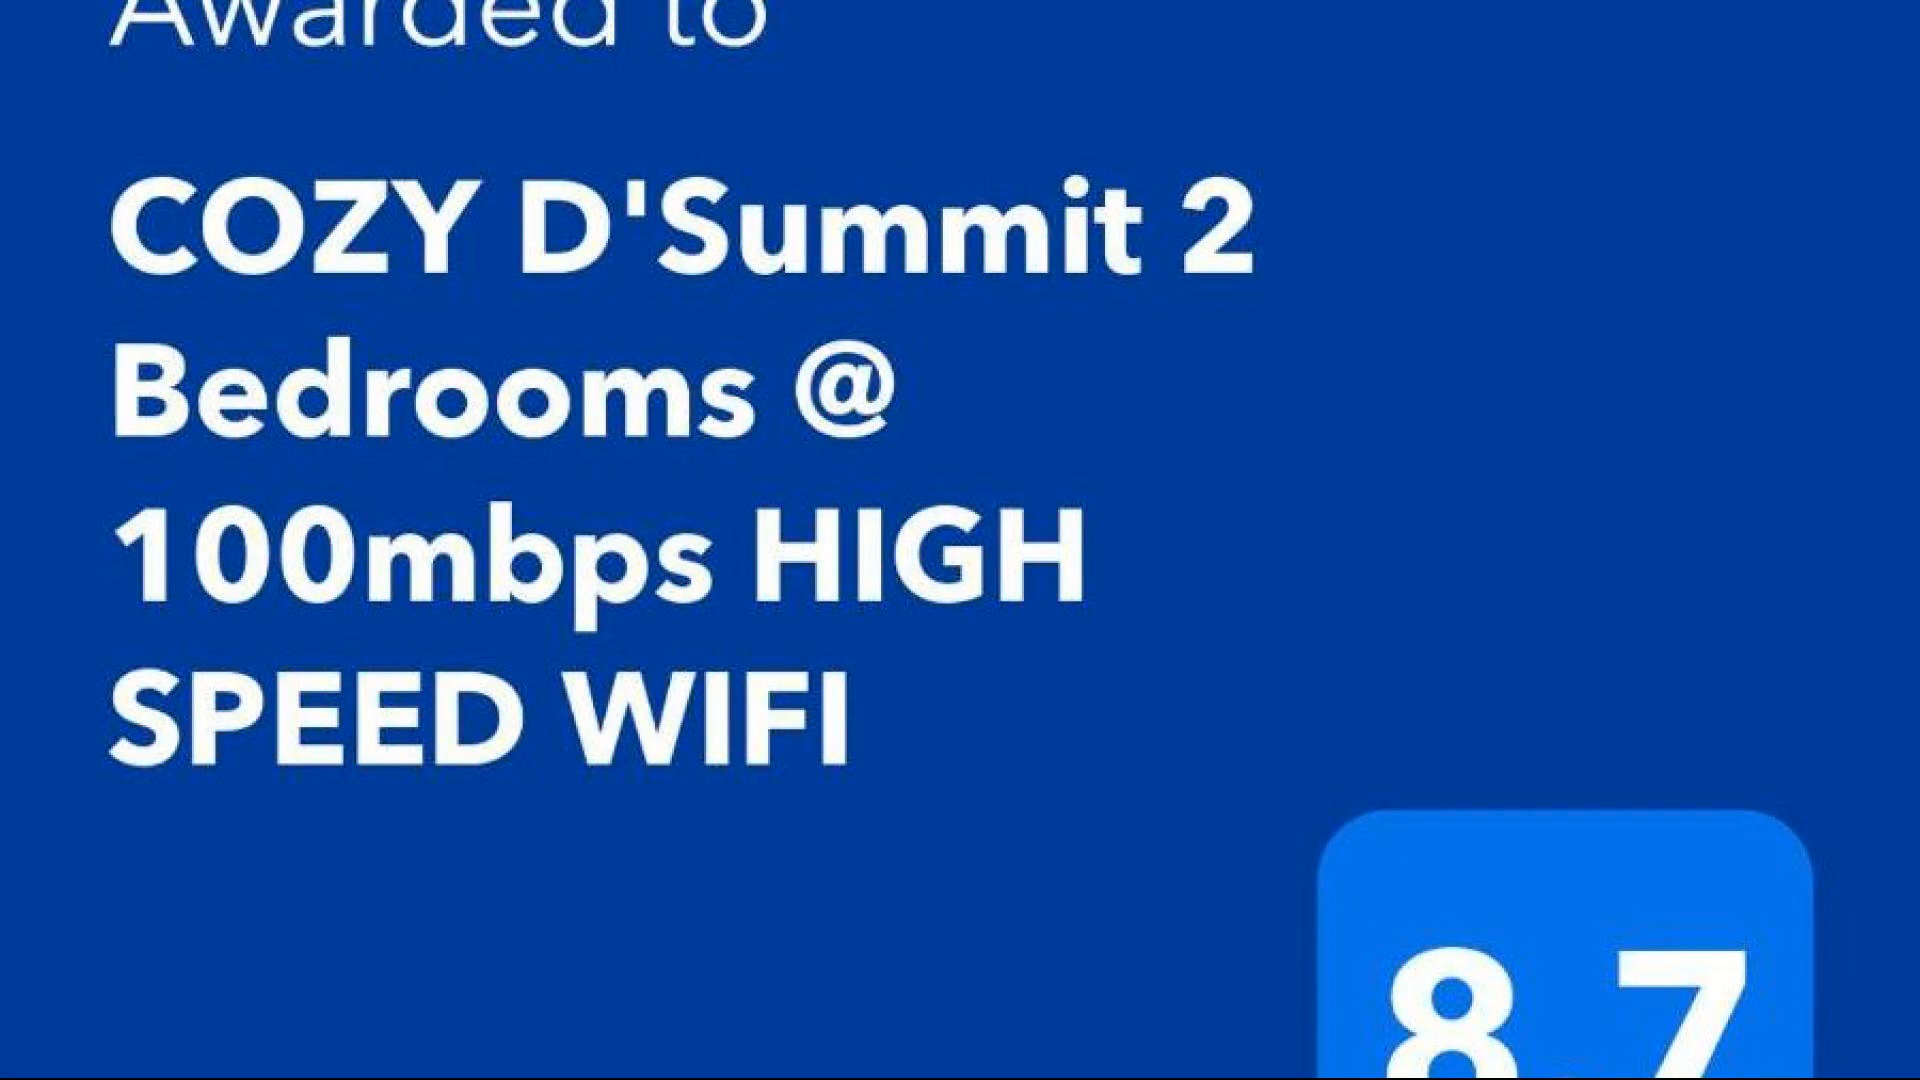 Awarded to
COZY D'Summit 2
Bedrooms @
100mbps HIGH
SPEED WIFI
8.7